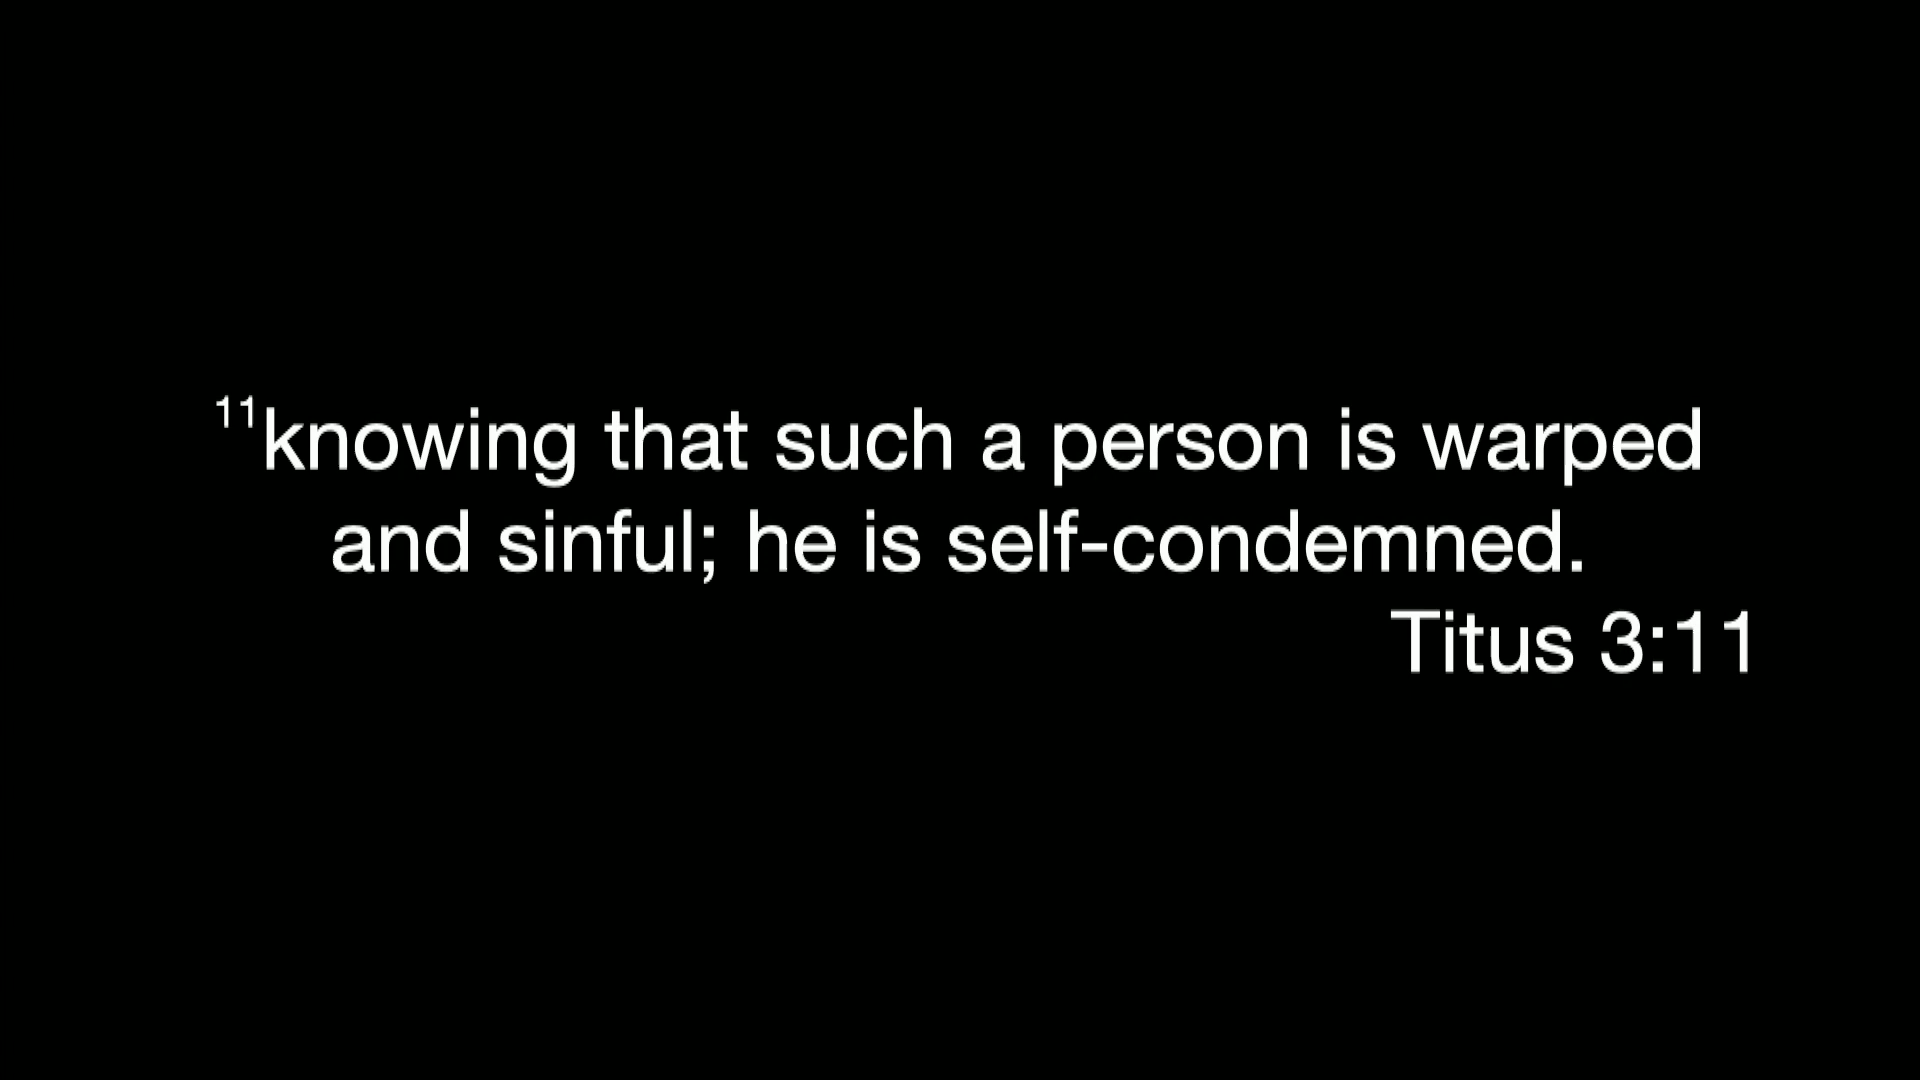 ¹¹knowing that such a person is warped
and sinful; he is self-condemned.
Titus 3:11